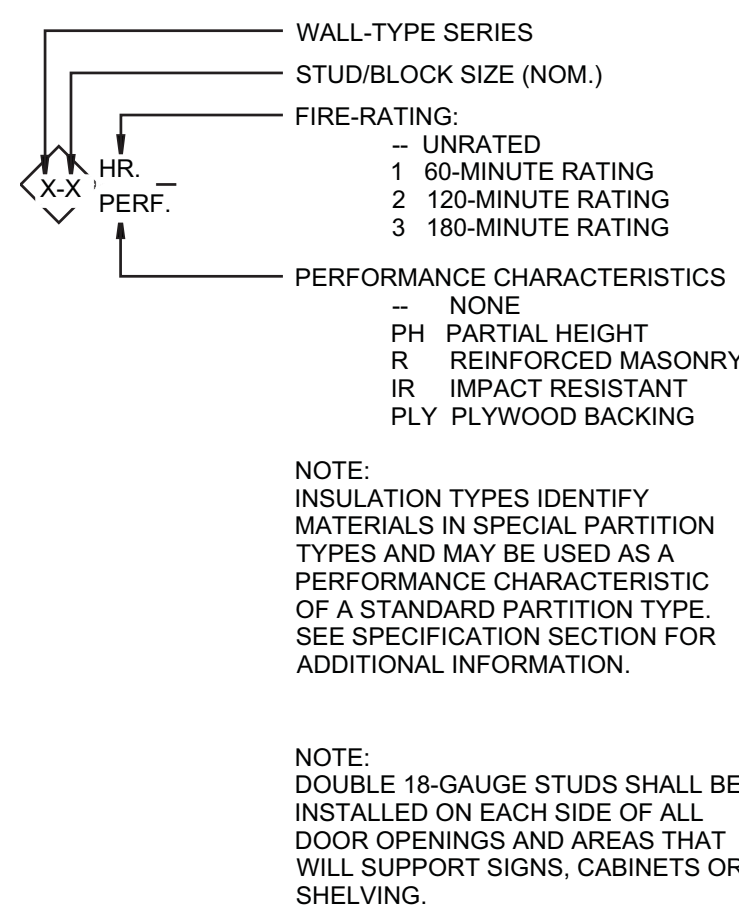 WALL-TYPE SERIES
STUD/BLOCK SIZE (NOM.)
FIRE-RATING:
-- UNRATED
1 60-MINUTE RATING
2 120-MINUTE RATING
3 180-MINUTE RATING
X-X
HR.
PERF.
PERFORMANCE CHARACTERISTICS
-- NONE
PH PARTIAL HEIGHT
R REINFORCED MASONRY
IR IMPACT RESISTANT
PLY PLYWOOD BACKING
NOTE:
INSULATION TYPES IDENTIFY
MATERIALS IN SPECIAL PARTITION
TYPES AND MAY BE USED AS A
PERFORMANCE CHARACTERISTIC
OF A STANDARD PARTITION TYPE.
SEE SPECIFICATION SECTION FOR
ADDITIONAL INFORMATION.
NOTE:
DOUBLE 18-GAUGE STUDS SHALL BE
INSTALLED ON EACH SIDE OF ALL
DOOR OPENINGS AND AREAS THAT
WILL SUPPORT SIGNS, CABINETS OR
SHELVING.